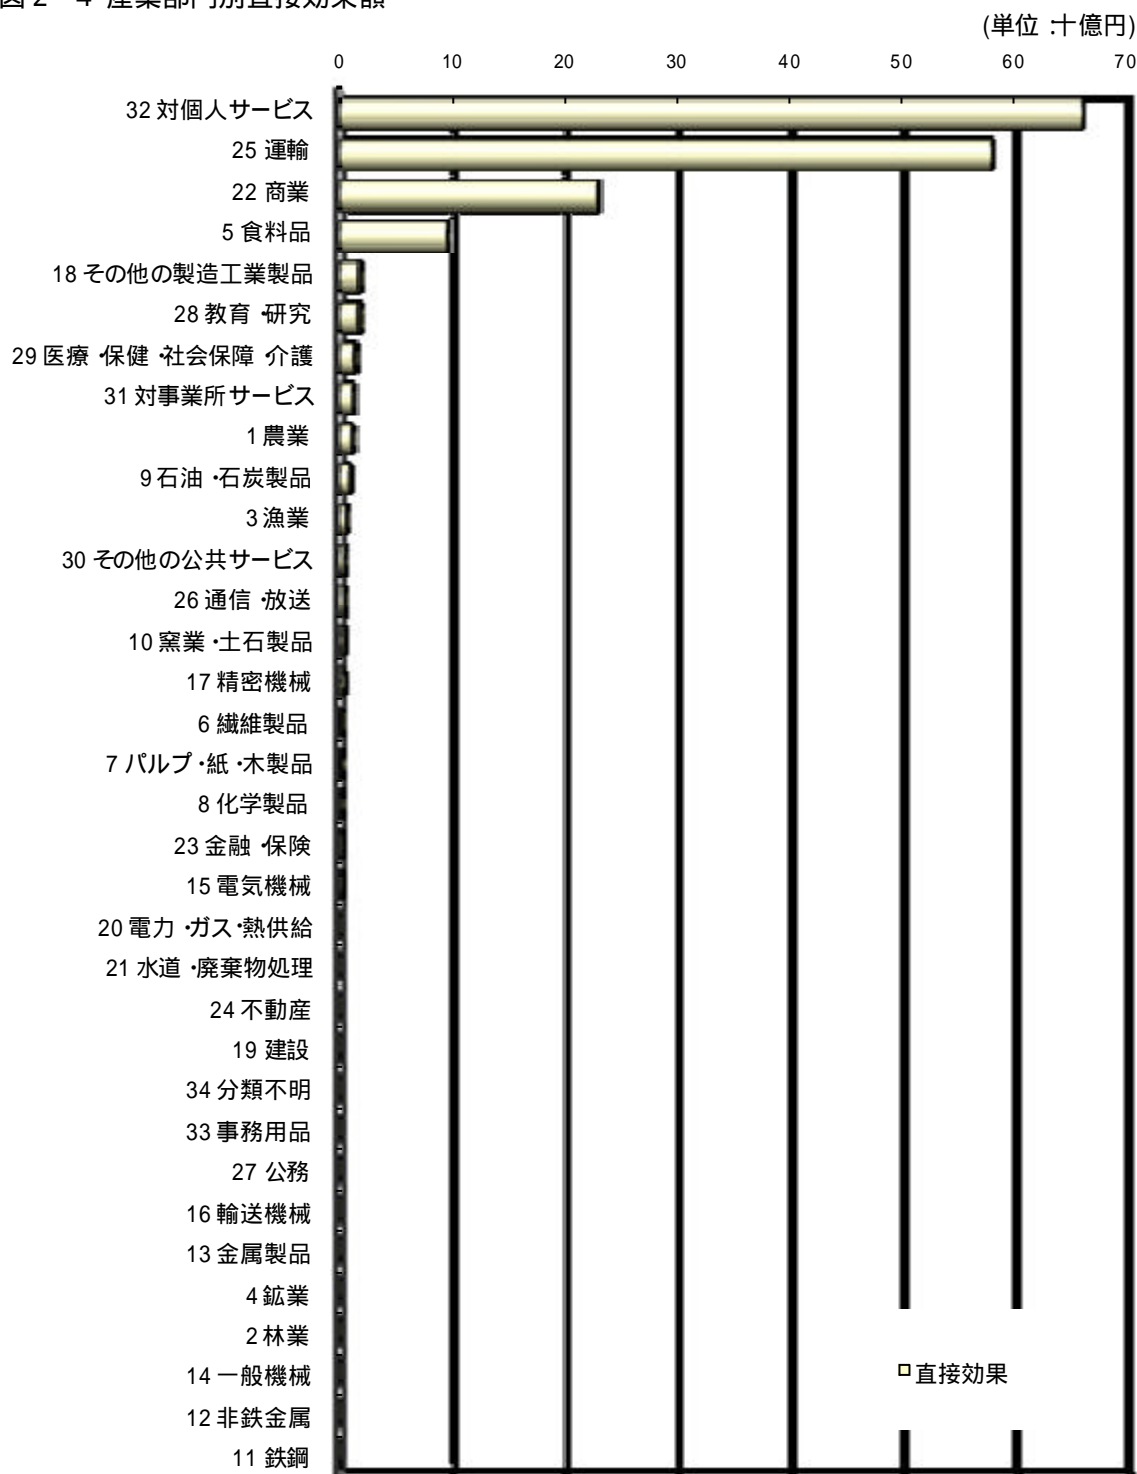 図2-4 産業部門別直接効果額
(単位:十億円)
0 10 20 30 40 50 60 70
32 対個人サービス
25 運輸
22 商業
5 食料品
18 その他の製造工業製品
28 教育・研究
29 医療・保健・社会保障・介護
31 対事業所サービス
1 農業
9 石油・石炭製品
3 漁業
30 その他の公共サービス
26 通信・放送
10 窯業・土石製品
17 精密機械
6 繊維製品
7 パルプ・紙・木製品
8 化学製品
23 金融・保険
15 電気機械
20 電力・ガス・熱供給
21 水道・廃棄物処理
24 不動産
19 建設
34 分類不明
33 事務用品
27 公務
16 輸送機械
13 金属製品
4 鉱業
2 林業
14 一般機械
直接効果
12 非鉄金属
11 鉄鋼